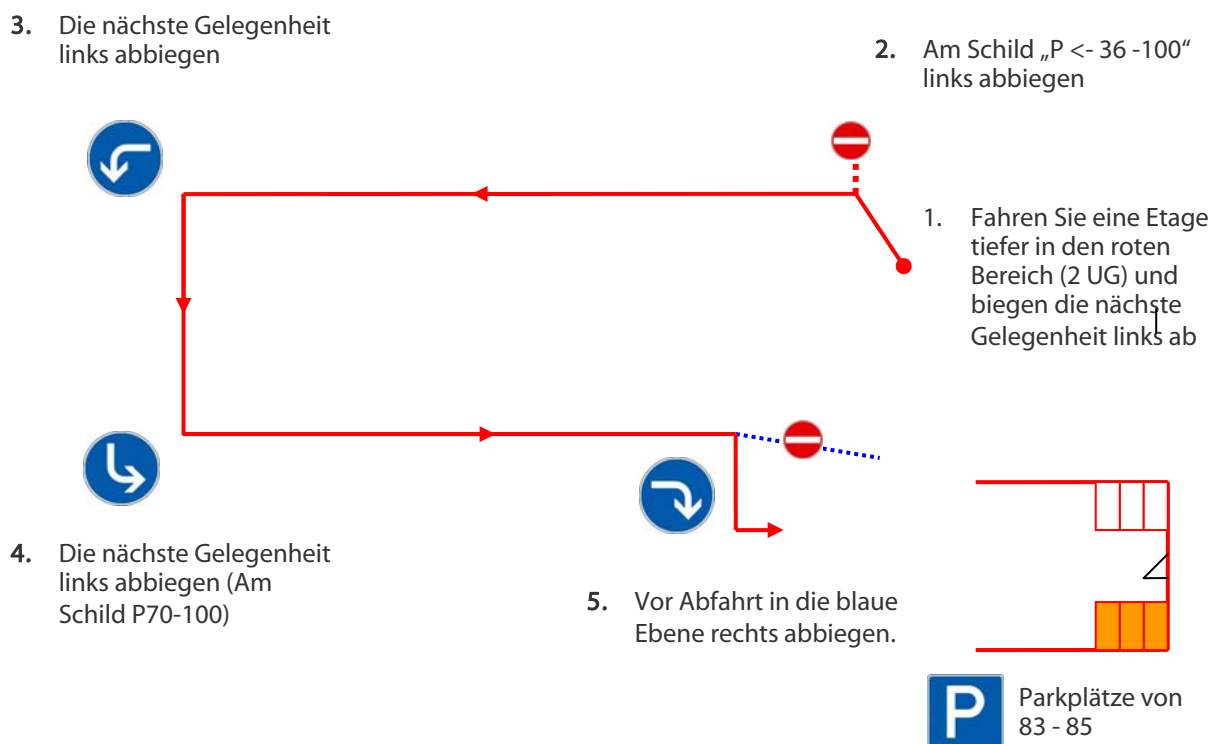 3. Die nächste Gelegenheit
links abbiegen
2. Am Schild „P <- 36 -100“
links abbiegen
1. Fahren Sie eine Etage
tiefer in den roten
Bereich (2 UG) und
biegen die nächste
Gelegenheit links ab
4. Die nächste Gelegenheit
links abbiegen (Am
Schild P70-100)
5. Vor Abfahrt in die blaue
Ebene rechts abbiegen.
P
Parkplätze von
83 - 85